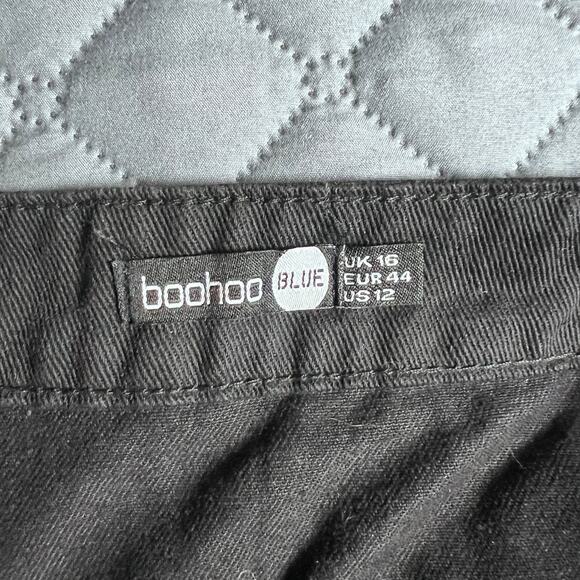 boohoo BLUE
UK 16
EUR 44
US 12